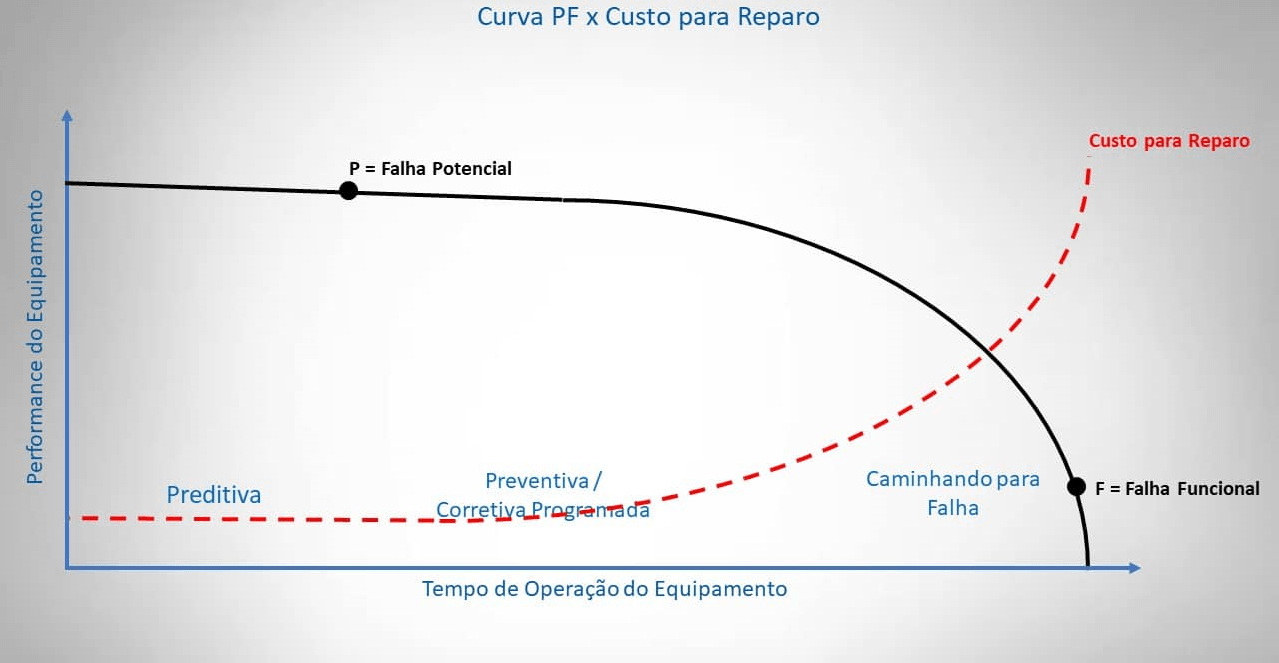 Curva PF x Custo para Reparo
Custo para Reparo
P = Falha Potencial
Performance do Equipamento
Preditiva
Preventiva /
Corretiva Programada
Caminhando para
Falha
F = Falha Funcional
Tempo de Operação do Equipamento